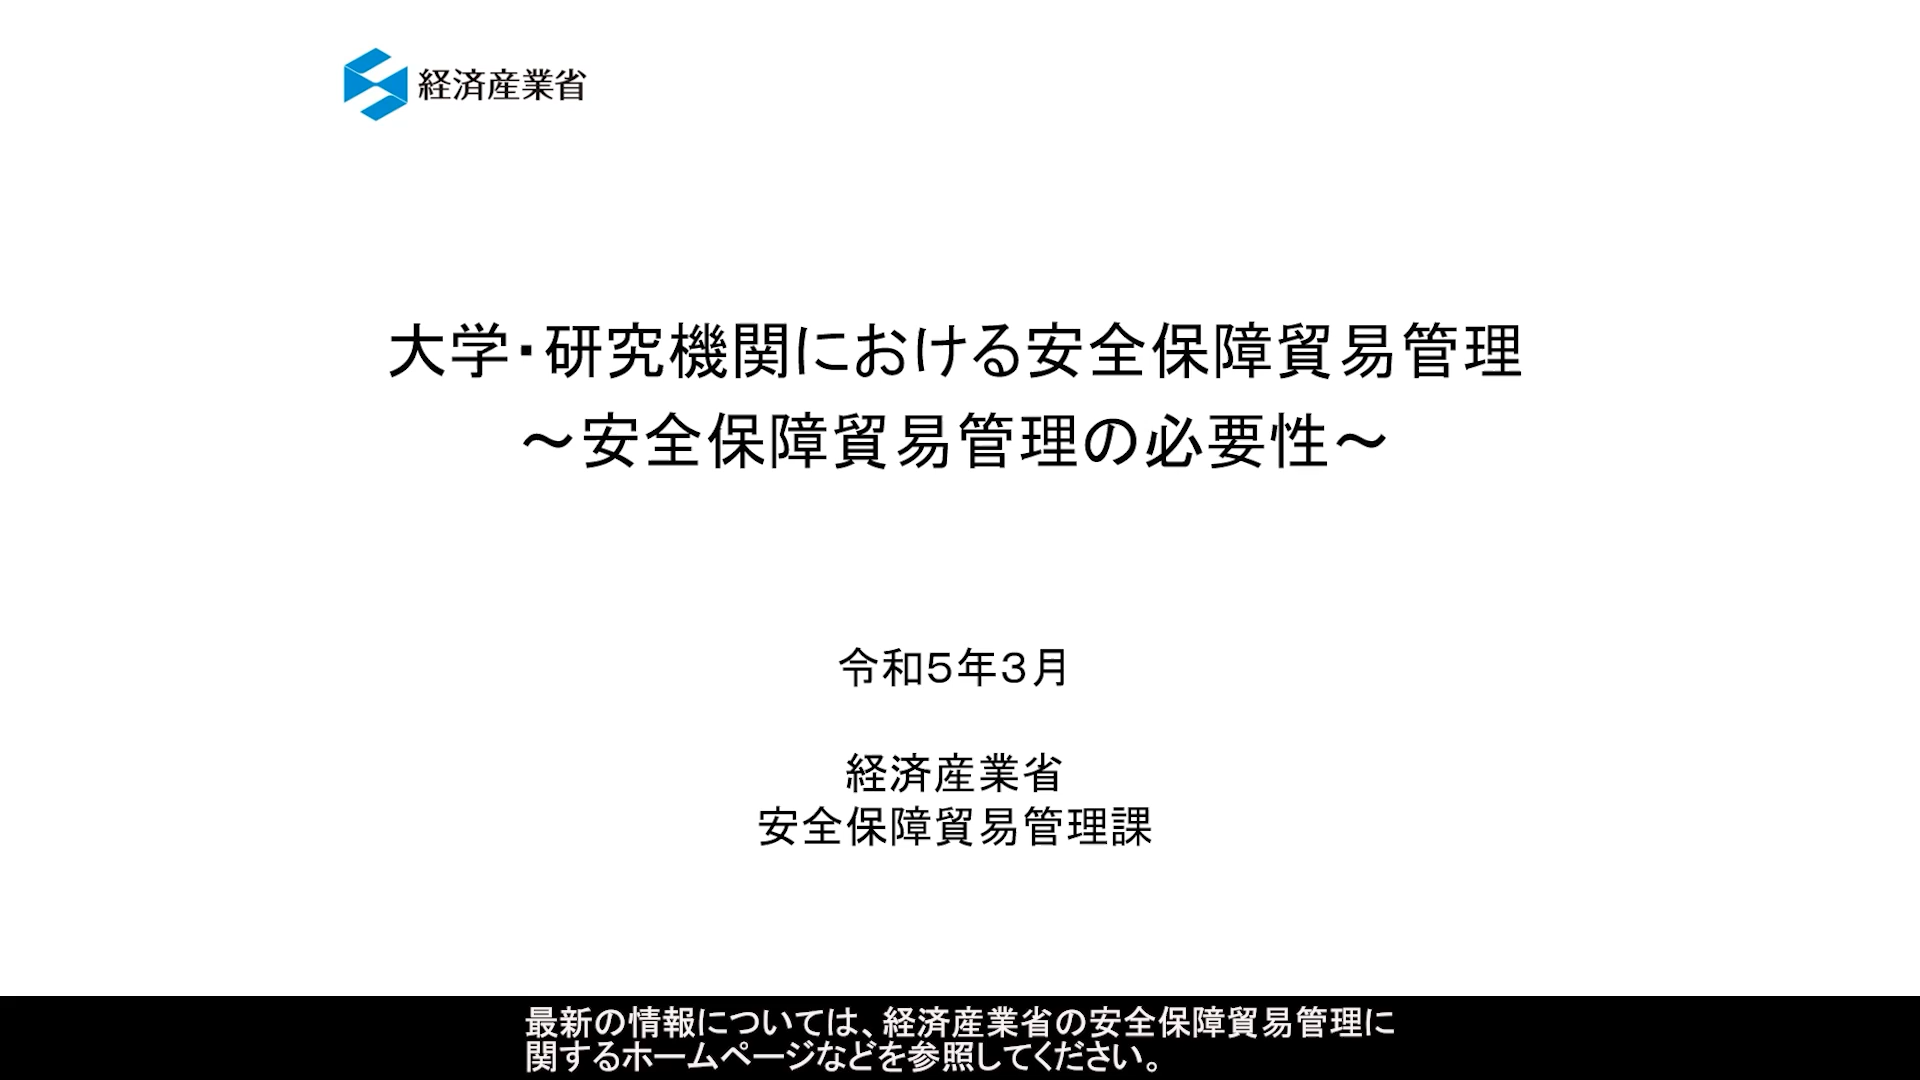 経済産業省
大学・研究機関における安全保障貿易管理
～安全保障貿易管理の必要性～
令和５年３月
経済産業省
安全保障貿易管理課
最新の情報については、経済産業省の安全保障貿易管理に
関するホームページなどを参照してください。